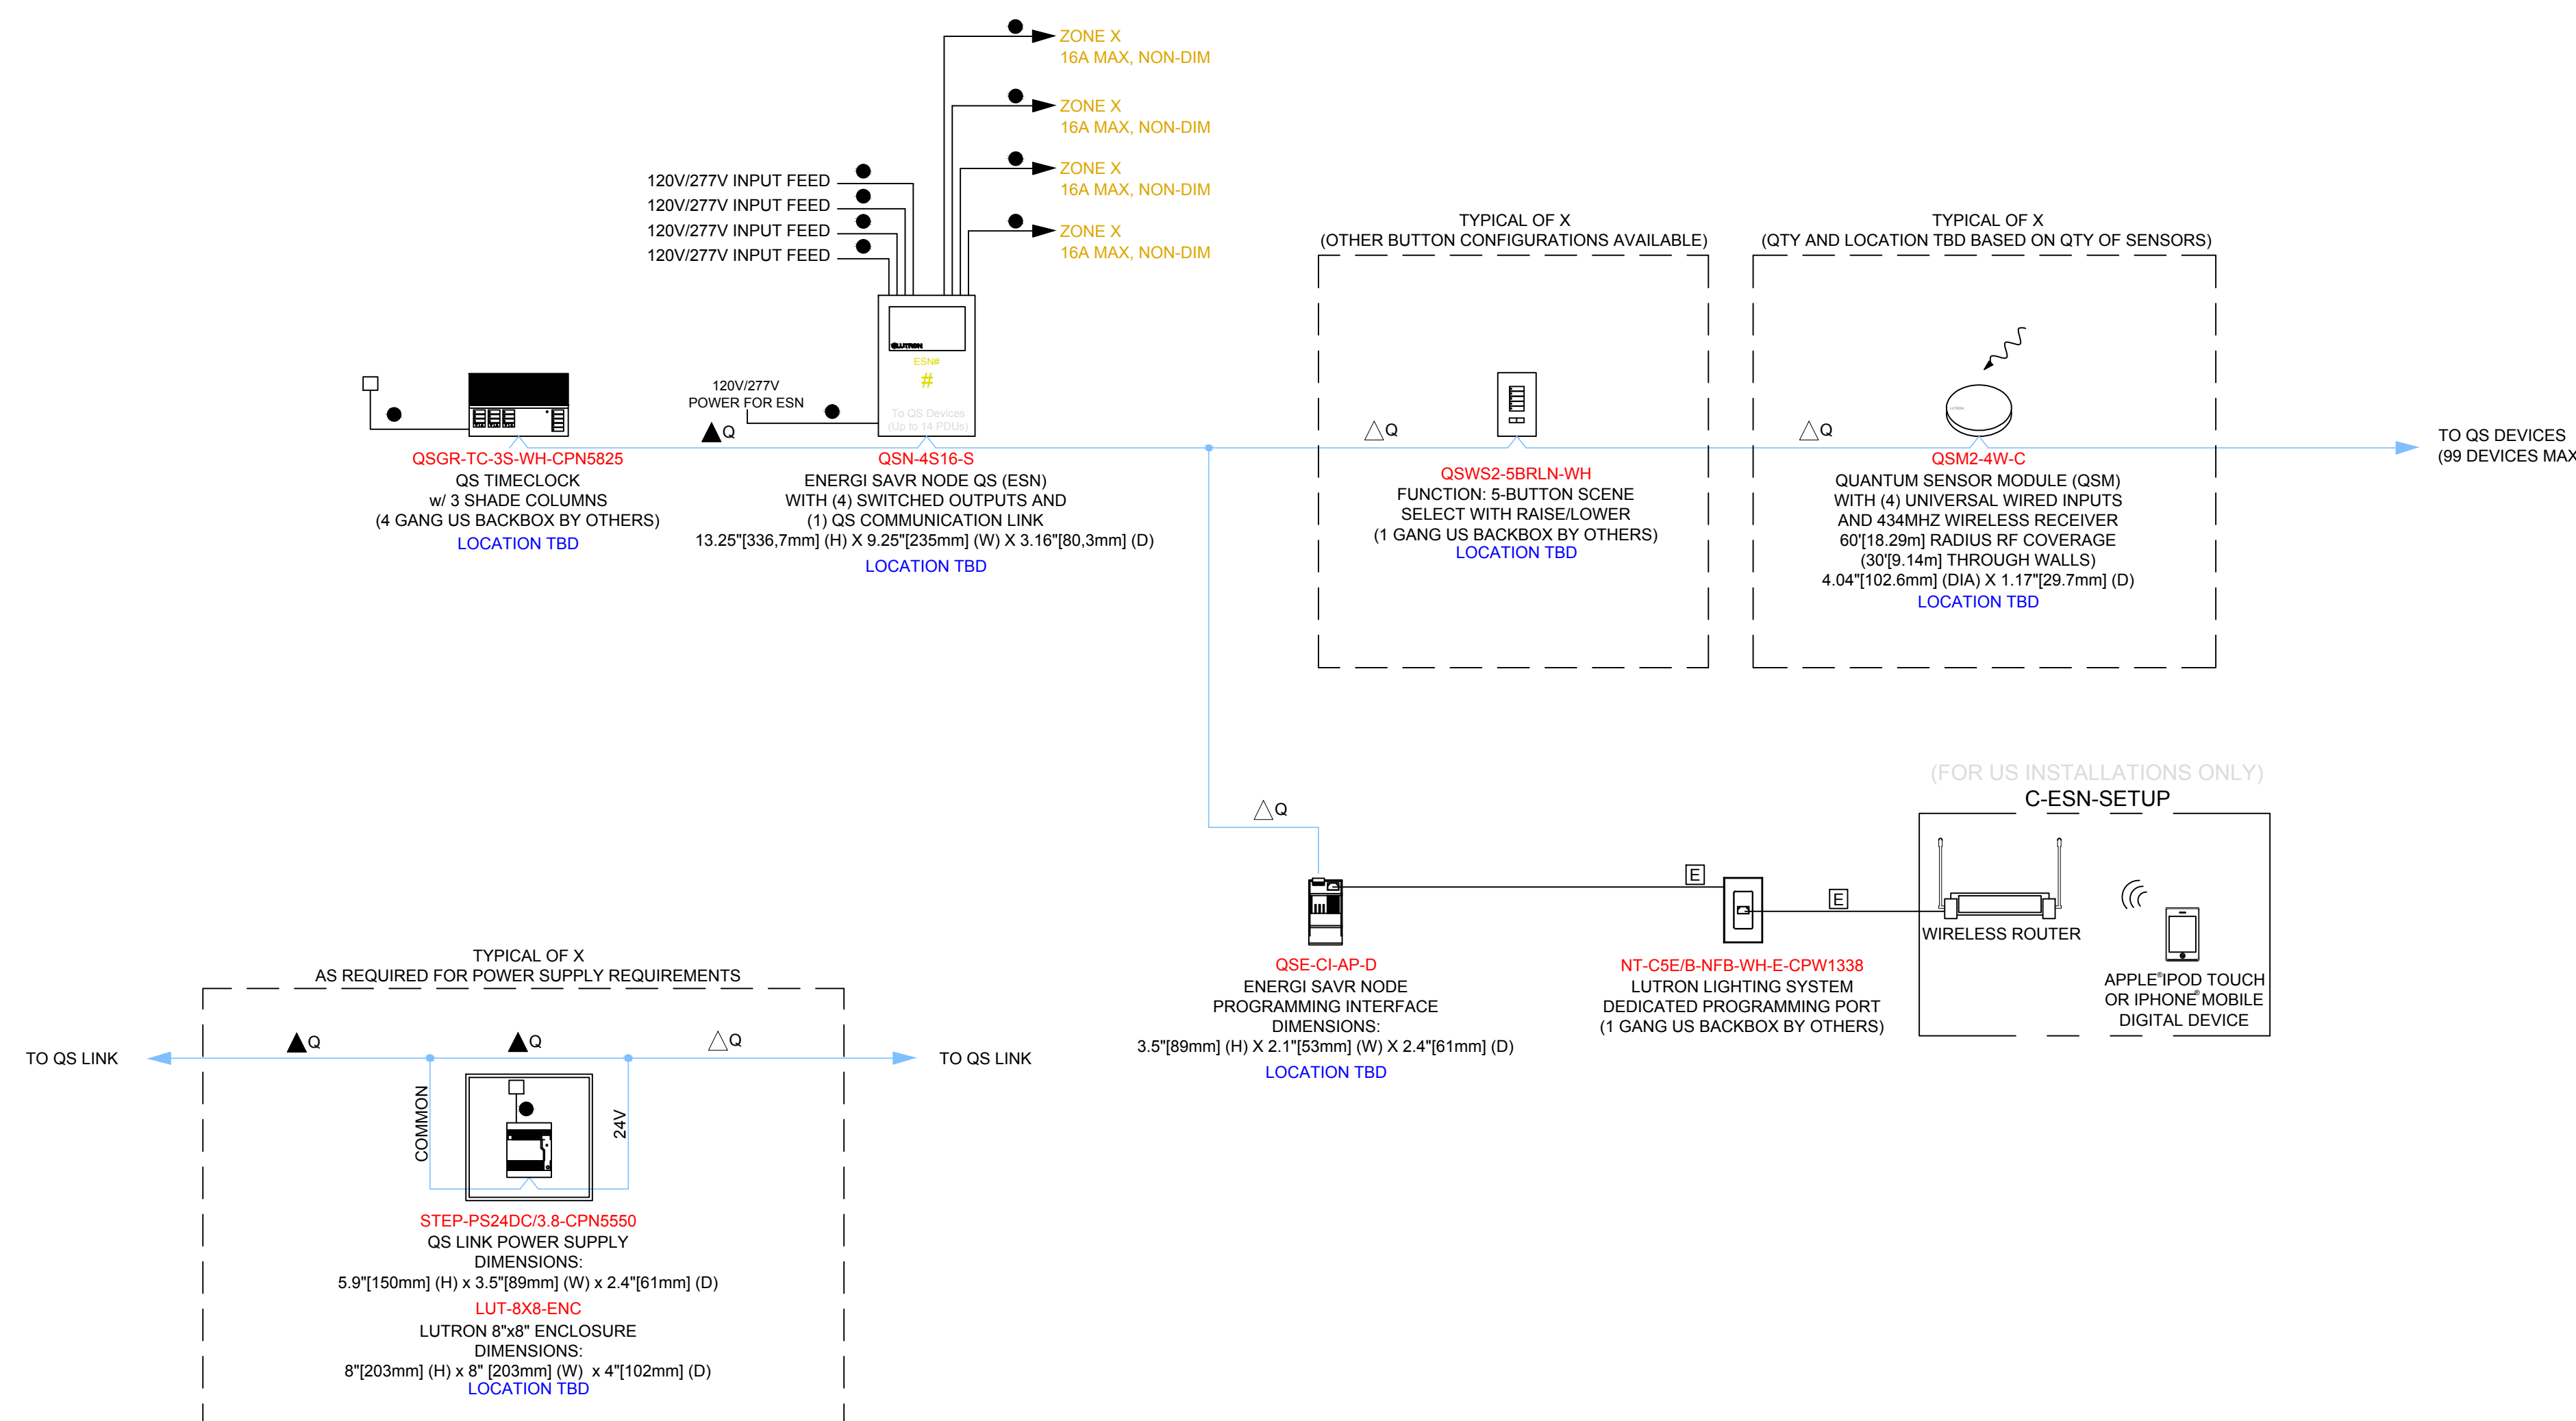 ZONE X
16A MAX, NON-DIM
ZONE X
16A MAX, NON-DIM
ZONE X
16A MAX, NON-DIM
ZONE X
16A MAX, NON-DIM
120V/277V INPUT FEED
120V/277V INPUT FEED
120V/277V INPUT FEED
120V/277V INPUT FEED
LUTRON
ESN#
#
To QS Devices
(Up to 14 PDUs)
120V/277V
POWER FOR ESN
Q
QSGR-TC-3S-WH-CPN5825
QS TIMECLOCK
w/ 3 SHADE COLUMNS
(4 GANG US BACKBOX BY OTHERS)
LOCATION TBD
QSN-4S16-S
ENERGI SAVR NODE QS (ESN)
WITH (4) SWITCHED OUTPUTS AND
(1) QS COMMUNICATION LINK
13.25"[336,7mm] (H) X 9.25"[235mm] (W) X 3.16"[80,3mm] (D)
LOCATION TBD
TYPICAL OF X
(OTHER BUTTON CONFIGURATIONS AVAILABLE)
Q
QSWS2-5BRLN-WH
FUNCTION: 5-BUTTON SCENE
SELECT WITH RAISE/LOWER
(1 GANG US BACKBOX BY OTHERS)
LOCATION TBD
TYPICAL OF X
(QTY AND LOCATION TBD BASED ON QTY OF SENSORS)
LUTRON
Q
QSM2-4W-C
QUANTUM SENSOR MODULE (QSM)
WITH (4) UNIVERSAL WIRED INPUTS
AND 434MHZ WIRELESS RECEIVER
60'[18.29m] RADIUS RF COVERAGE
(30'[9.14m] THROUGH WALLS)
4.04"[102.6mm] (DIA) X 1.17"[29.7mm] (D)
LOCATION TBD
TO QS DEVICES
(99 DEVICES MAX
Q
QSE-CI-AP-D
ENERGI SAVR NODE
PROGRAMMING INTERFACE
DIMENSIONS:
3.5"[89mm] (H) X 2.1"[53mm] (W) X 2.4"[61mm] (D)
LOCATION TBD
E
NT-C5E/B-NFB-WH-E-CPW1338
LUTRON LIGHTING SYSTEM
DEDICATED PROGRAMMING PORT
(1 GANG US BACKBOX BY OTHERS)
E
(FOR US INSTALLATIONS ONLY)
C-ESN-SETUP
WIRELESS ROUTER
APPLE® IPOD TOUCH
OR IPHONE® MOBILE
DIGITAL DEVICE
TYPICAL OF X
AS REQUIRED FOR POWER SUPPLY REQUIREMENTS
TO QS LINK
Q
Q
Q
TO QS LINK
COMMON
24V
STEP-PS24DC/3.8-CPN5550
QS LINK POWER SUPPLY
DIMENSIONS:
5.9"[150mm] (H) x 3.5"[89mm] (W) x 2.4"[61mm] (D)
LUT-8X8-ENC
LUTRON 8"x8" ENCLOSURE
DIMENSIONS:
8"[203mm] (H) x 8" [203mm] (W) x 4"[102mm] (D)
LOCATION TBD